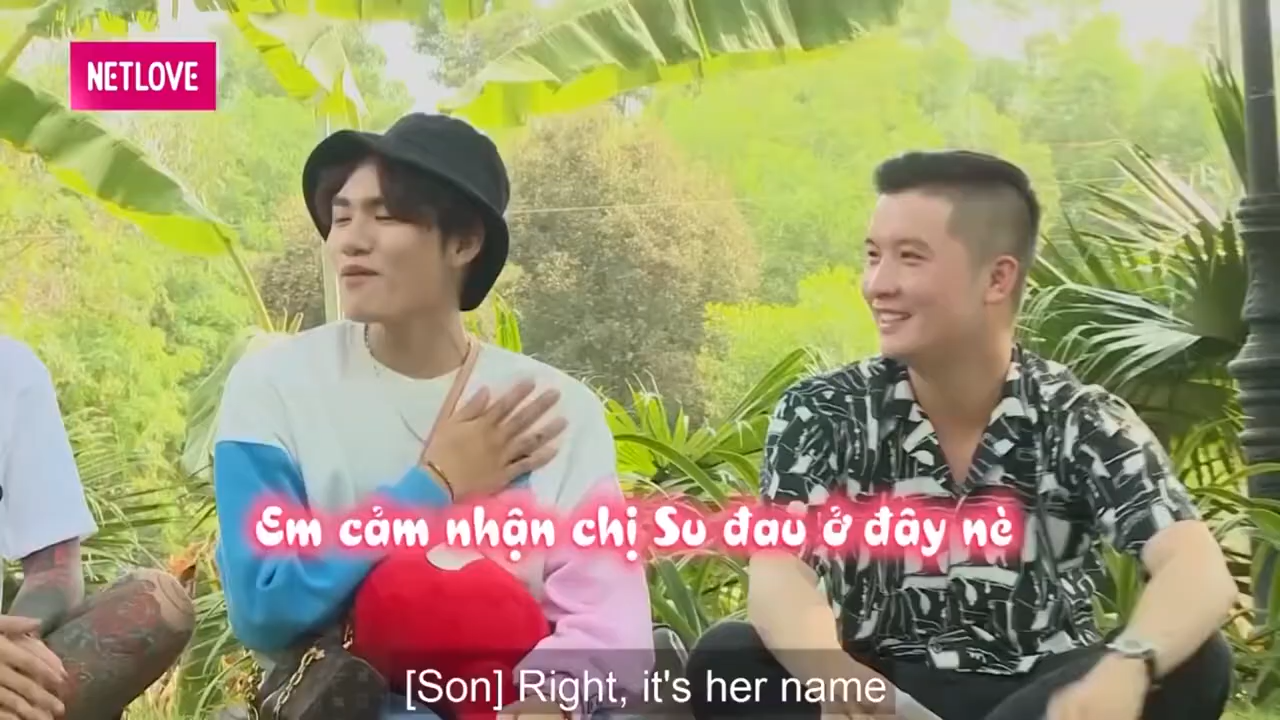 NETLOVE
Em cảm nhận chị Su đau ở đây nè
[Son] Right, it's her name